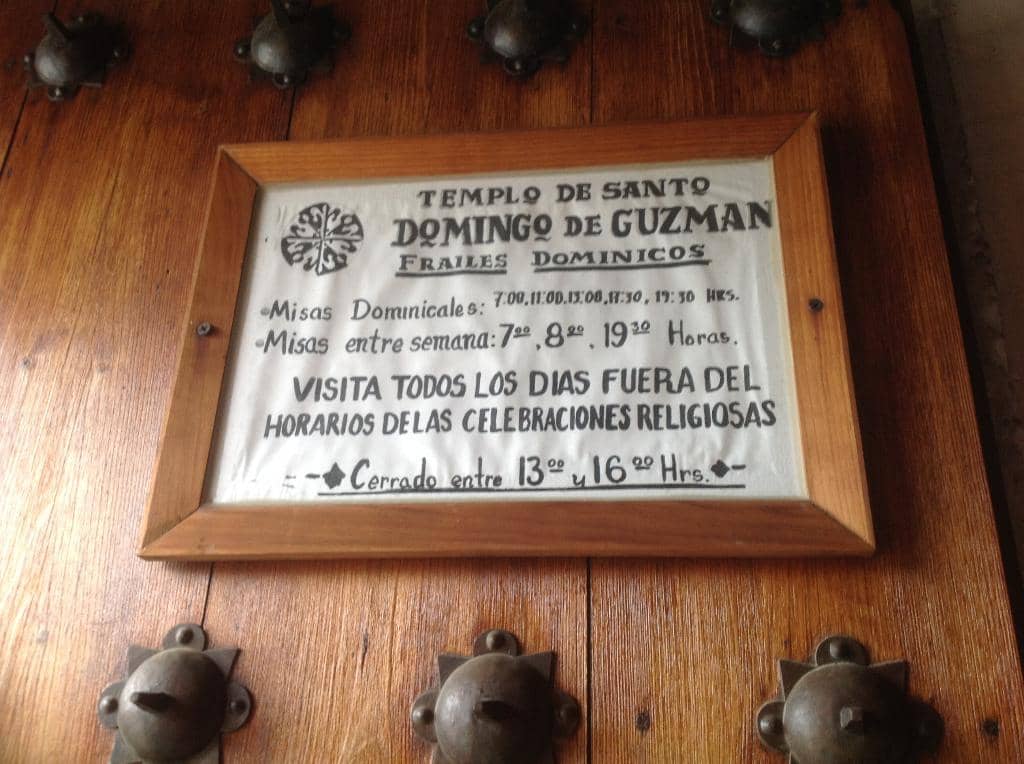 TEMPLO DE SANTO
DOMINGO DE GUZMAN
FRAILES DOMINICOS
Misas Dominicales: 7:00, 11:00, 13:00, 17:30, 19:30 HRS.
Misas entre semana: 7⁰⁰, 8⁰⁰, 19³⁰ Horas.
VISITA TODOS LOS DIAS FUERA DEL
HORARIOS DE LAS CELEBRACIONES RELIGIOSAS
Cerrado entre 13⁰⁰ y 16⁰⁰ Hrs.